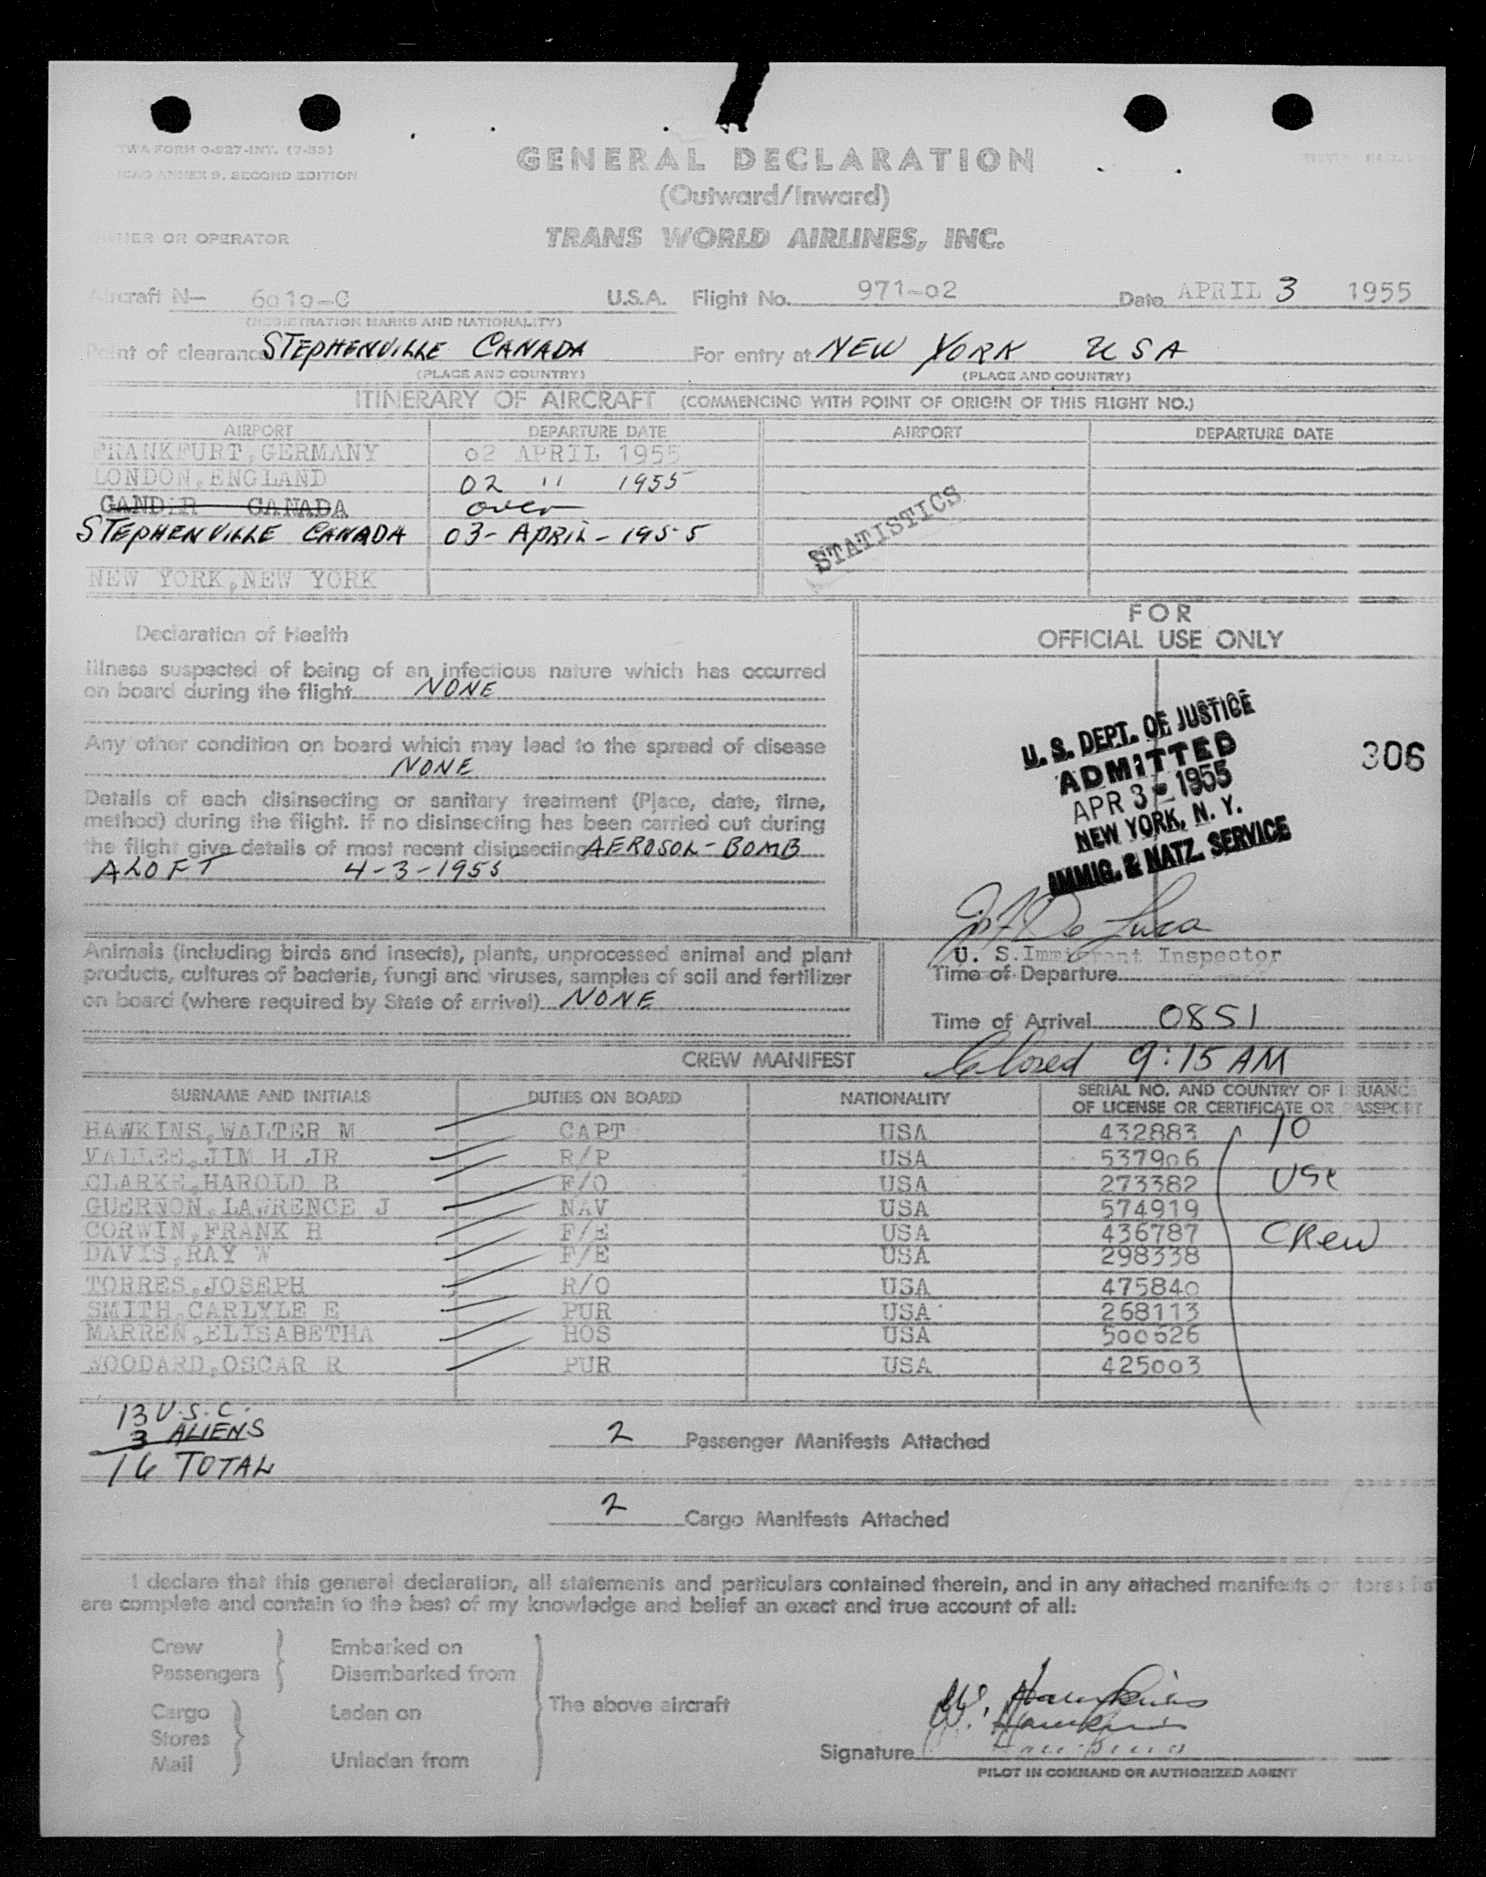 TWA FORM O-927-INT. (7-53)
ICAO ANNEX 9, SECOND EDITION
GENERAL DECLARATION
(Outward/Inward)
OWNER OR OPERATOR
TRANS WORLD AIRLINES, INC.
Aircraft N- 6010-C U.S.A. Flight No. 971-02 Date APRIL 3 1955
(REGISTRATION MARKS AND NATIONALITY)
Point of clearance STEPHENVILLE CANADA For entry at NEW YORK USA
(PLACE AND COUNTRY) (PLACE AND COUNTRY)
ITINERARY OF AIRCRAFT (COMMENCING WITH POINT OF ORIGIN OF THIS FLIGHT NO.)
AIRPORT DEPARTURE DATE AIRPORT DEPARTURE DATE
FRANKFURT, GERMANY 02 APRIL 1955
LONDON, ENGLAND 02 " 1955
GANDER CANADA over
STEPHENVILLE CANADA 03-APRIL-1955
STATISTICS
NEW YORK, NEW YORK
FOR
OFFICIAL USE ONLY
Declaration of Health
Illness suspected of being of an infectious nature which has occurred
on board during the flight NONE
Any other condition on board which may lead to the spread of disease
NONE
Details of each disinsecting or sanitary treatment (Place, date, time,
method) during the flight. If no disinsecting has been carried out during
the flight give details of most recent disinsecting AEROSOL-BOMB
ALOFT 4-3-1955
U. S. DEPT. OF JUSTICE
ADMITTED
APR 3 - 1955
NEW YORK, N. Y.
IMMIG. & NATZ. SERVICE
306
De Luca
U. S. Immigrant Inspector
Animals (including birds and insects), plants, unprocessed animal and plant
products, cultures of bacteria, fungi and viruses, samples of soil and fertilizer
on board (where required by State of arrival) NONE
Time of Departure
Time of Arrival 0851
Closed 9:15 AM
CREW MANIFEST
SURNAME AND INITIALS DUTIES ON BOARD NATIONALITY SERIAL NO. AND COUNTRY OF ISSUANCE
OF LICENSE OR CERTIFICATE OR PASSPORT
HAWKINS, WALTER M CAPT USA 432883
VALLEE, JIM H JR R/P USA 537906
CLARKE, HAROLD B F/O USA 273382
GUERNON, LAWRENCE J NAV USA 574919
CORWIN, FRANK H F/E USA 436787
DAVIS, RAY W F/E USA 298338
TORRES, JOSEPH R/O USA 475840
SMITH, CARLYLE E PUR USA 268113
MARREN, ELISABETHA HOS USA 500626
WOODARD, OSCAR R PUR USA 425003
10
USC
CREW
13 U.S.C.
3 ALIENS
16 TOTAL
2 Passenger Manifests Attached
2 Cargo Manifests Attached
I declare that this general declaration, all statements and particulars contained therein, and in any attached manifests or stores list
are complete and contain to the best of my knowledge and belief an exact and true account of all:
Crew Embarked on
Passengers Disembarked from
Cargo Laden on
The above aircraft
Stores
Mail Unladen from
W. Hawkins
Signature
PILOT IN COMMAND OR AUTHORIZED AGENT